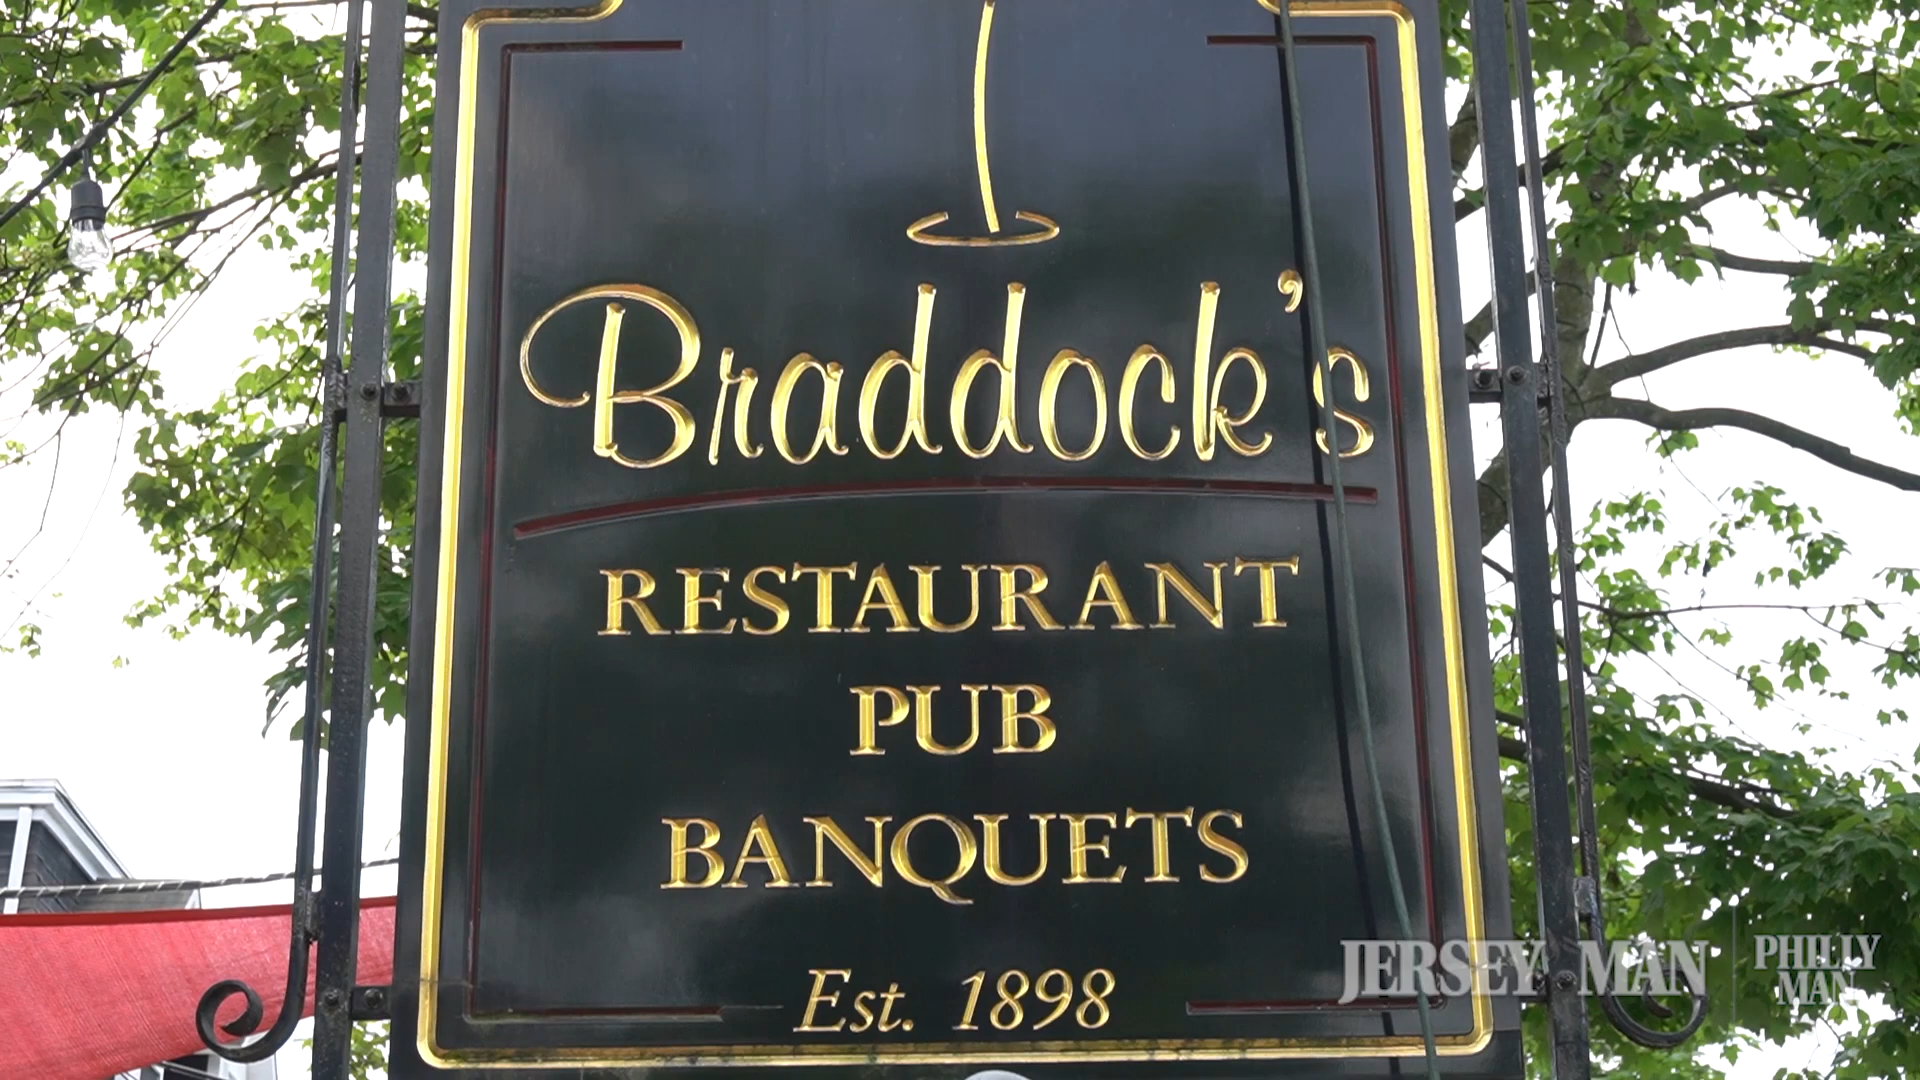 Braddock's
RESTAURANT
PUB
BANQUETS
Est. 1898
JERSEY MAN
PHILLY
MAN